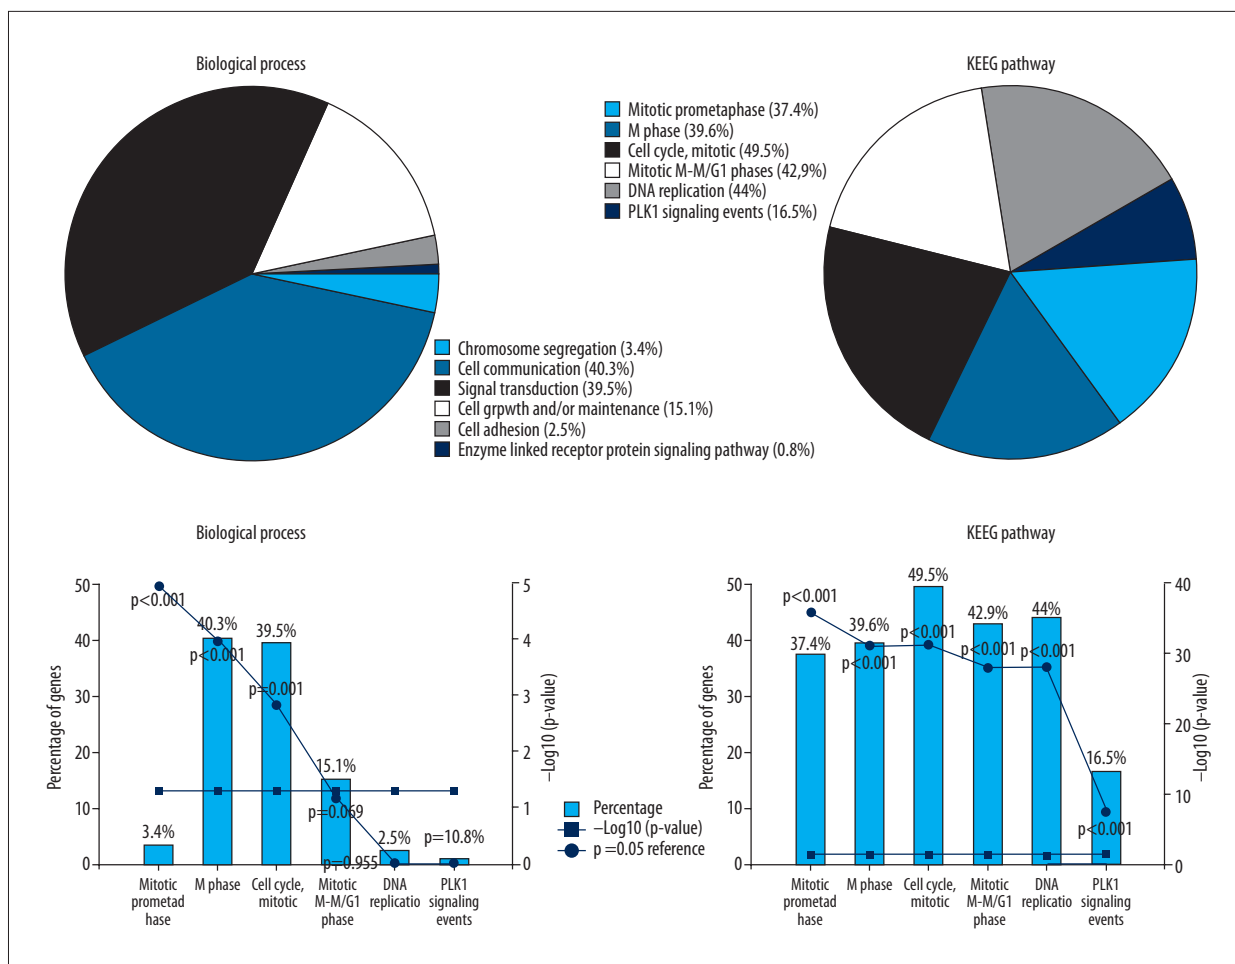 Biological process
KEEG pathway
Mitotic prometaphase (37.4%)
M phase (39.6%)
Cell cycle, mitotic (49.5%)
Mitotic M-M/G1 phases (42,9%)
DNA replication (44%)
PLK1 signaling events (16.5%)
Chromosome segregation (3.4%)
Cell communication (40.3%)
Signal transduction (39.5%)
Cell grpwth and/or maintenance (15.1%)
Cell adhesion (2.5%)
Enzyme linked receptor protein signaling pathway (0.8%)
Biological process
Percentage of genes
50
40
30
20
10
0
p<0.001
40.3%
p<0.001
39.5%
p=0.001
15.1%
p=0.069
3.4%
2.5%
p=0.955
p=10.8%
5
4
3
2
1
0
–Log10 (p-value)
Mitotic
prometad
hase
M phase
Cell cycle,
mitotic
Mitotic
M-M/G1
phase
DNA
replicatio
PLK1
signaling
events
Percentage
–Log10 (p-value)
p =0.05 reference
KEEG pathway
Percentage of genes
50
40
30
20
10
0
p<0.001
37.4%
39.6%
p<0.001
49.5%
p<0.001
42.9%
p<0.001
44%
p<0.001
16.5%
p<0.001
40
30
20
10
0
–Log10 (p-value)
Mitotic
prometad
hase
M phase
Cell cycle,
mitotic
Mitotic
M-M/G1
phase
DNA
replicatio
PLK1
signaling
events